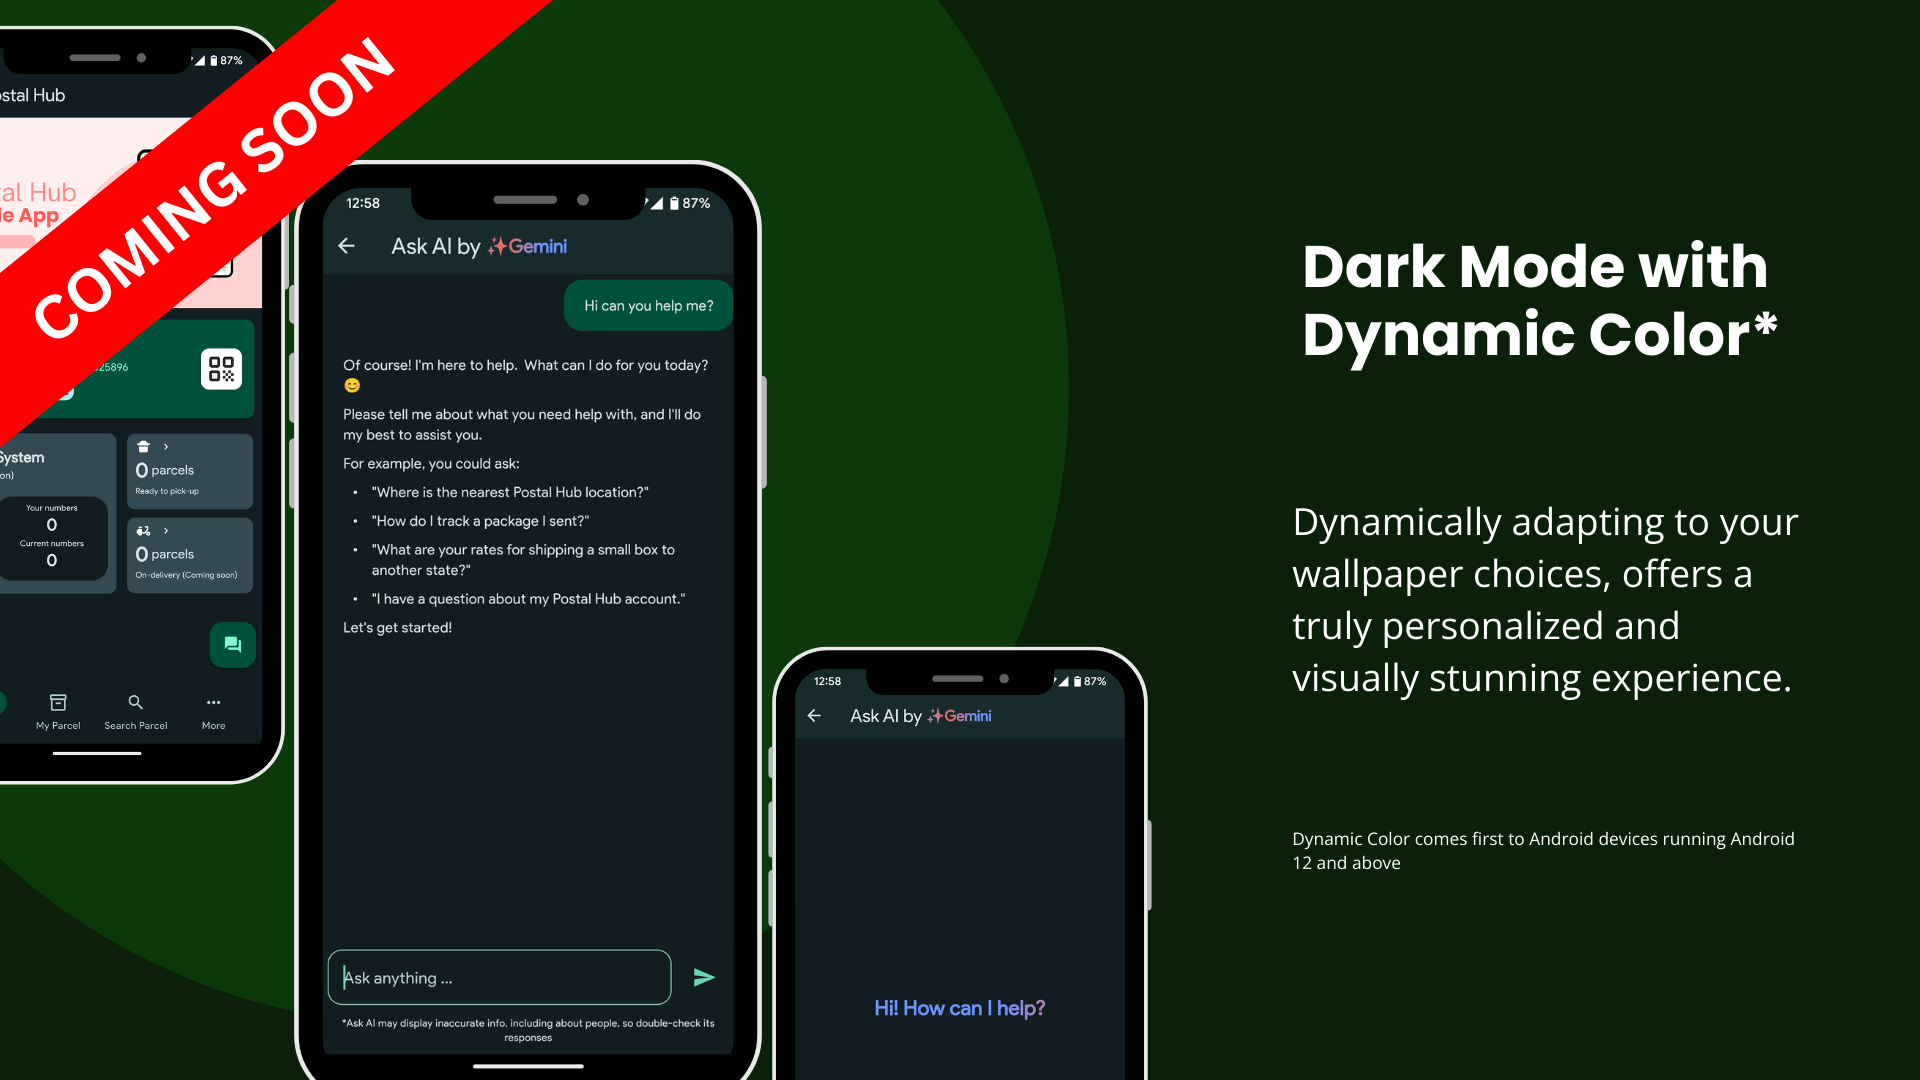 COMING SOON
87%
stal Hub
tal Hub
le App
25896
System
on)
Your numbers
0
Current numbers
0
0 parcels
Ready to pick-up
0 parcels
On-delivery (Coming soon)
My Parcel
Search Parcel
More
12:58
87%
Ask AI by Gemini
Hi can you help me?
Of course! I'm here to help. What can I do for you today?
😊
Please tell me about what you need help with, and I'll do
my best to assist you.
For example, you could ask:
• "Where is the nearest Postal Hub location?"
• "How do I track a package I sent?"
• "What are your rates for shipping a small box to
another state?"
• "I have a question about my Postal Hub account."
Let's get started!
Ask anything ...
*Ask AI may display inaccurate info, including about people, so double-check its
responses
12:58
87%
Ask AI by Gemini
Hi! How can I help?
Dark Mode with
Dynamic Color*
Dynamically adapting to your
wallpaper choices, offers a
truly personalized and
visually stunning experience.
Dynamic Color comes first to Android devices running Android
12 and above